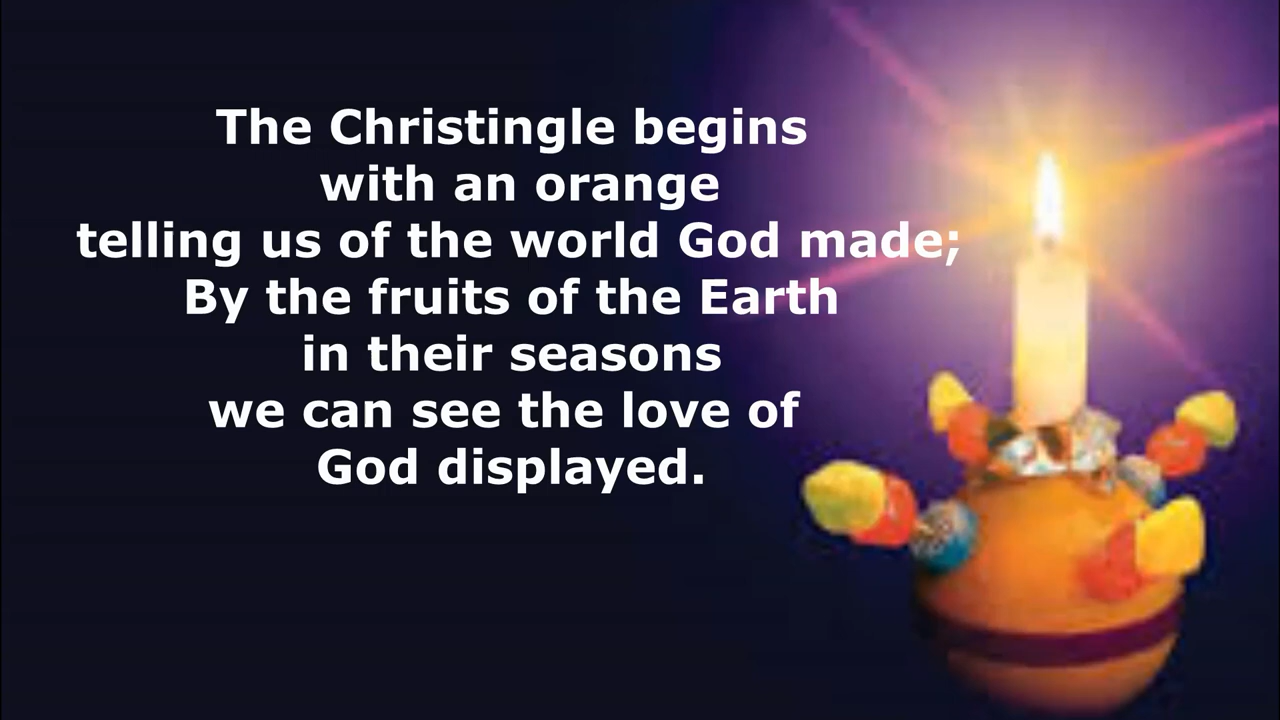 The Christingle begins
with an orange
telling us of the world God made;
By the fruits of the Earth
in their seasons
we can see the love of
God displayed.